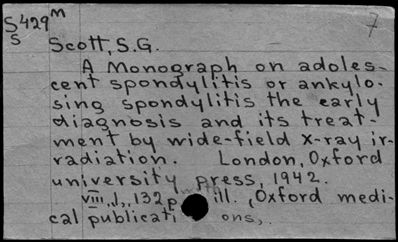 S429m
S
7
Scott, S.G.
A Monograph on adoles-
cent spondylitis or ankylo-
sing spondylitis the early
diagnosis and its treat-
ment by wide-field x-ray ir-
radiation. London, Oxford
university press, 1942.
viii, 1, 132p. ill. (Oxford medi-
cal publications,